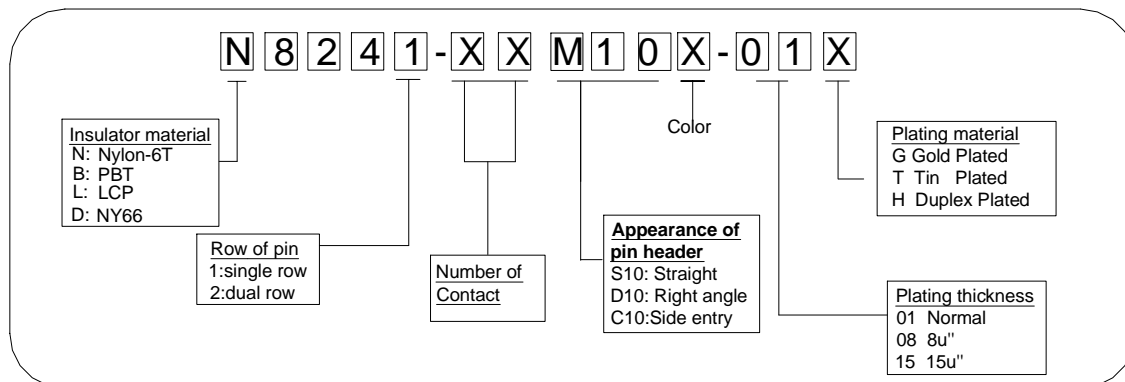 N8241-XXM10X-01X
Color
Insulator material
N: Nylon-6T
B: PBT
L: LCP
D: NY66
Plating material
G Gold Plated
T Tin Plated
H Duplex Plated
Row of pin
1:single row
2:dual row
Number of
Contact
Appearance of
pin header
S10: Straight
D10: Right angle
C10:Side entry
Plating thickness
01 Normal
08 8u"
15 15u"